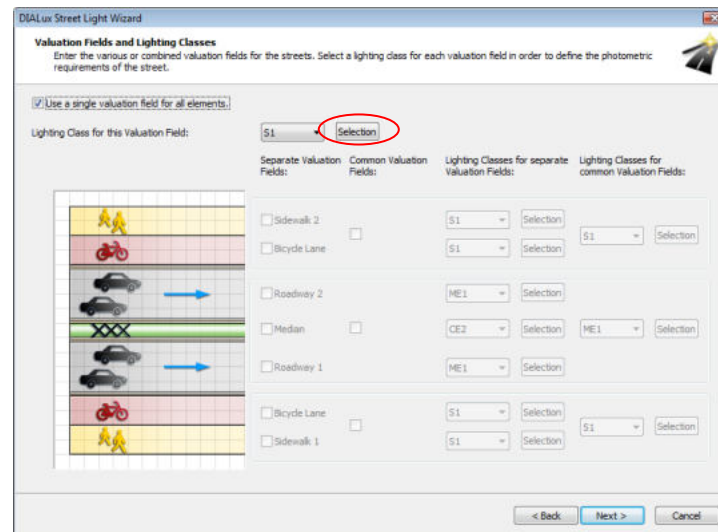 DIALux Street Light Wizard
Valuation Fields and Lighting Classes
Enter the various or combined valuation fields for the streets. Select a lighting class for each valuation field in order to define the photometric
requirements of the street.
Use a single valuation field for all elements.
Lighting Class for this Valuation Field:
S1
Selection
Separate Valuation Fields:
Common Valuation Fields:
Lighting Classes for separate Valuation Fields:
Lighting Classes for common Valuation Fields:
Sidewalk 2
S1
Selection
Bicycle Lane
S1
Selection
S1
Selection
Roadway 2
ME1
Selection
XXX
Median
CE2
Selection
ME1
Selection
Roadway 1
ME1
Selection
Bicycle Lane
S1
Selection
Sidewalk 1
S1
Selection
S1
Selection
< Back
Next >
Cancel